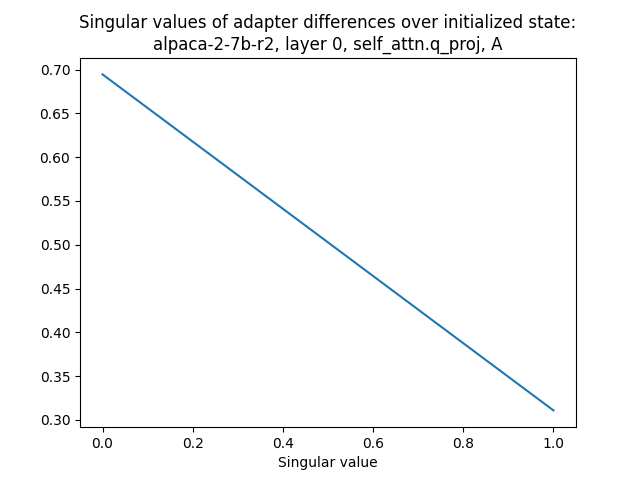 Singular values of adapter differences over initialized state:
alpaca-2-7b-r2, layer 0, self_attn.q_proj, A
0.70
0.65
0.60
0.55
0.50
0.45
0.40
0.35
0.30
0.0 0.2 0.4 0.6 0.8 1.0
Singular value